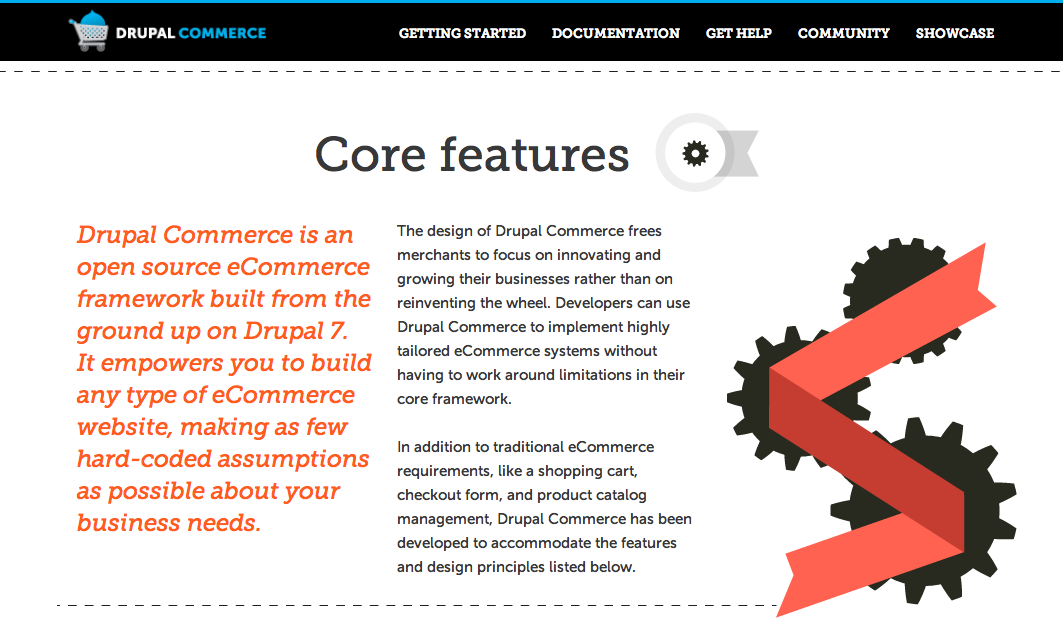 DRUPAL COMMERCE
GETTING STARTED
DOCUMENTATION
GET HELP
COMMUNITY
SHOWCASE
Core features
Drupal Commerce is an
open source eCommerce
framework built from the
ground up on Drupal 7.
It empowers you to build
any type of eCommerce
website, making as few
hard-coded assumptions
as possible about your
business needs.
The design of Drupal Commerce frees
merchants to focus on innovating and
growing their businesses rather than on
reinventing the wheel. Developers can use
Drupal Commerce to implement highly
tailored eCommerce systems without
having to work around limitations in their
core framework.
In addition to traditional eCommerce
requirements, like a shopping cart,
checkout form, and product catalog
management, Drupal Commerce has been
developed to accommodate the features
and design principles listed below.